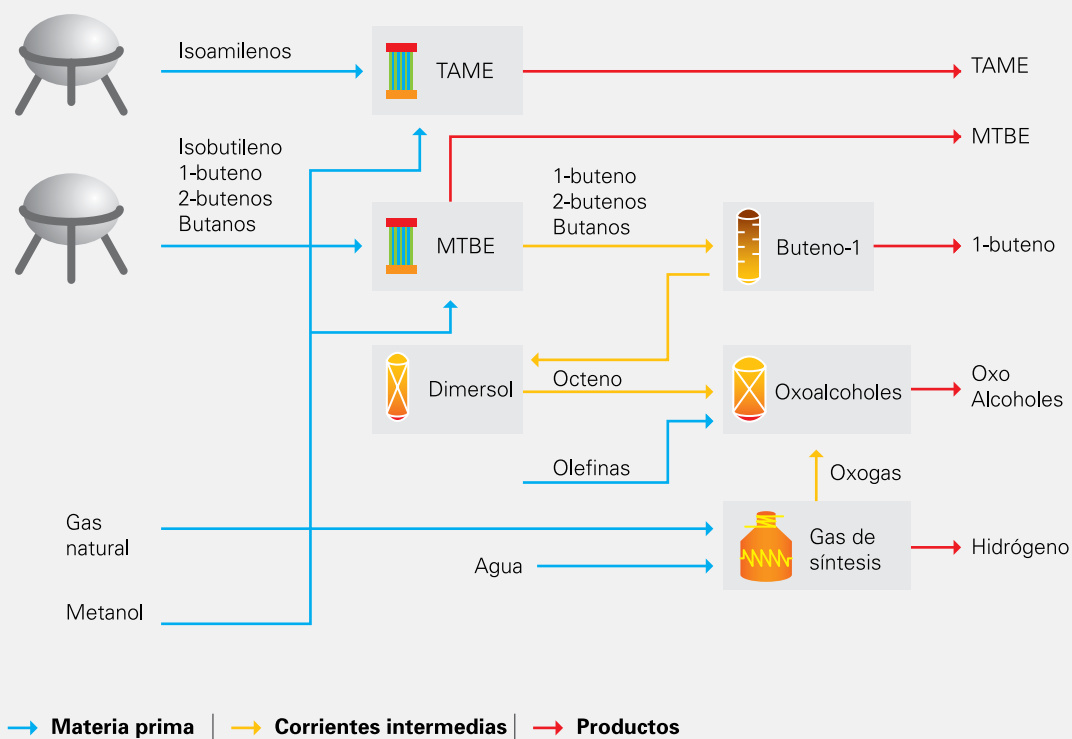 Isoamilenos
TAME
TAME
MTBE
Isobutileno
1-buteno
2-butenos
Butanos
MTBE
1-buteno
2-butenos
Butanos
Buteno-1
1-buteno
Dimersol
Octeno
Oxoalcoholes
Oxo
Alcoholes
Olefinas
Oxogas
Gas
natural
Agua
Gas de
síntesis
Hidrógeno
Metanol
Materia prima
Corrientes intermedias
Productos